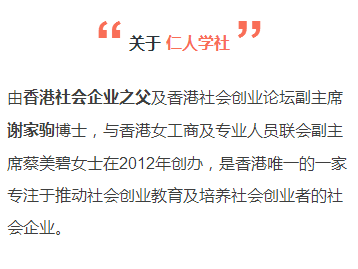 “ 关于 仁人学社 ”
由香港社会企业之父及香港社会创业论坛副主席
谢家驹博士，与香港女工商及专业人员联会副主
席蔡美碧女士在2012年创办，是香港唯一的一家
专注于推动社会创业教育及培养社会创业者的社
会企业。